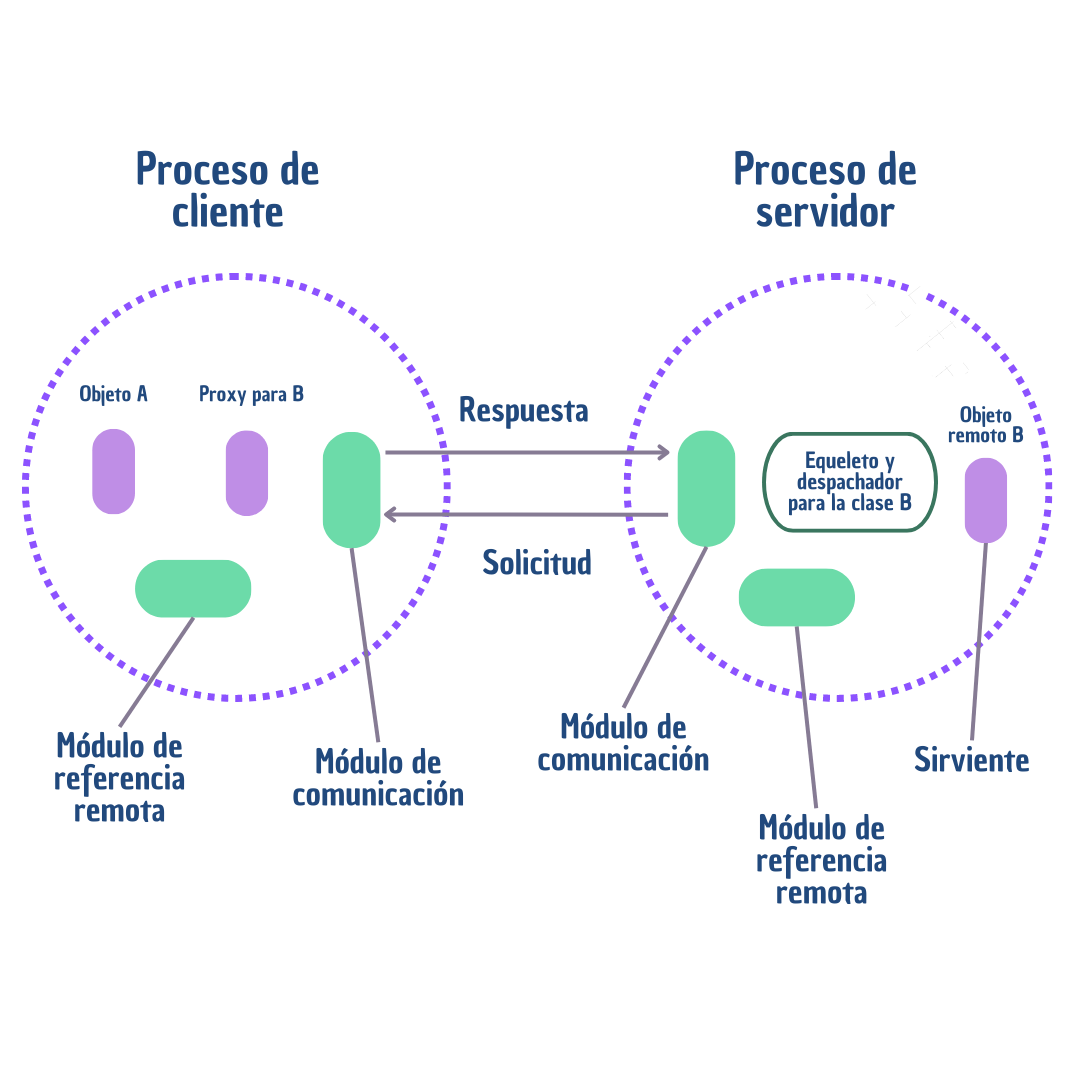 Proceso de
cliente
Proceso de
servidor
Objeto A
Proxy para B
Respuesta
Solicitud
Objeto
remoto B
Equeleto y
despachador
para la clase B
Módulo de
referencia
remota
Módulo de
comunicación
Módulo de
comunicación
Módulo de
referencia
remota
Sirviente